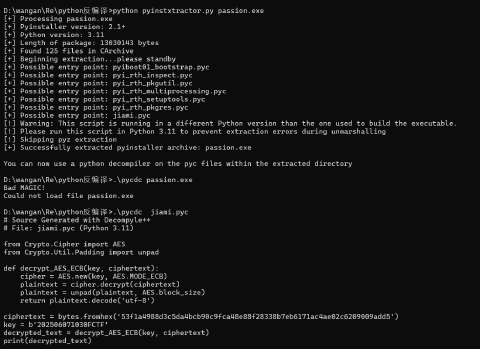 D:\wangan\Re\python反编译>python pyinstxtractor.py passion.exe
[+] Processing passion.exe
[+] Pyinstaller version: 2.1+
[+] Python version: 3.11
[+] Length of package: 13030143 bytes
[+] Found 125 files in CArchive
[+] Beginning extraction...please standby
[+] Possible entry point: pyiboot01_bootstrap.pyc
[+] Possible entry point: pyi_rth_inspect.pyc
[+] Possible entry point: pyi_rth_pkgutil.pyc
[+] Possible entry point: pyi_rth_multiprocessing.pyc
[+] Possible entry point: pyi_rth_setuptools.pyc
[+] Possible entry point: pyi_rth_pkgres.pyc
[+] Possible entry point: jiami.pyc
[!] Warning: This script is running in a different Python version than the one used to build the executable.
[!] Please run this script in Python 3.11 to prevent extraction errors during unmarshalling
[!] Skipping pyz extraction
[+] Successfully extracted pyinstaller archive: passion.exe
You can now use a python decompiler on the pyc files within the extracted directory
D:\wangan\Re\python反编译>.\pycdc passion.exe
Bad MAGIC!
Could not load file passion.exe
D:\wangan\Re\python反编译>.\pycdc  jiami.pyc
# Source Generated with Decompyle++
# File: jiami.pyc (Python 3.11)
from Crypto.Cipher import AES
from Crypto.Util.Padding import unpad
def decrypt_AES_ECB(key, ciphertext):
    cipher = AES.new(key, AES.MODE_ECB)
    plaintext = cipher.decrypt(ciphertext)
    plaintext = unpad(plaintext, AES.block_size)
    return plaintext.decode('utf-8')
ciphertext = bytes.fromhex('53f1a4988d3c5da4bcb90c9fca48e88f28338b7eb6171ac4ae02c6209009add5')
key = b'202506071030FCTF'
decrypted_text = decrypt_AES_ECB(key, ciphertext)
print(decrypted_text)